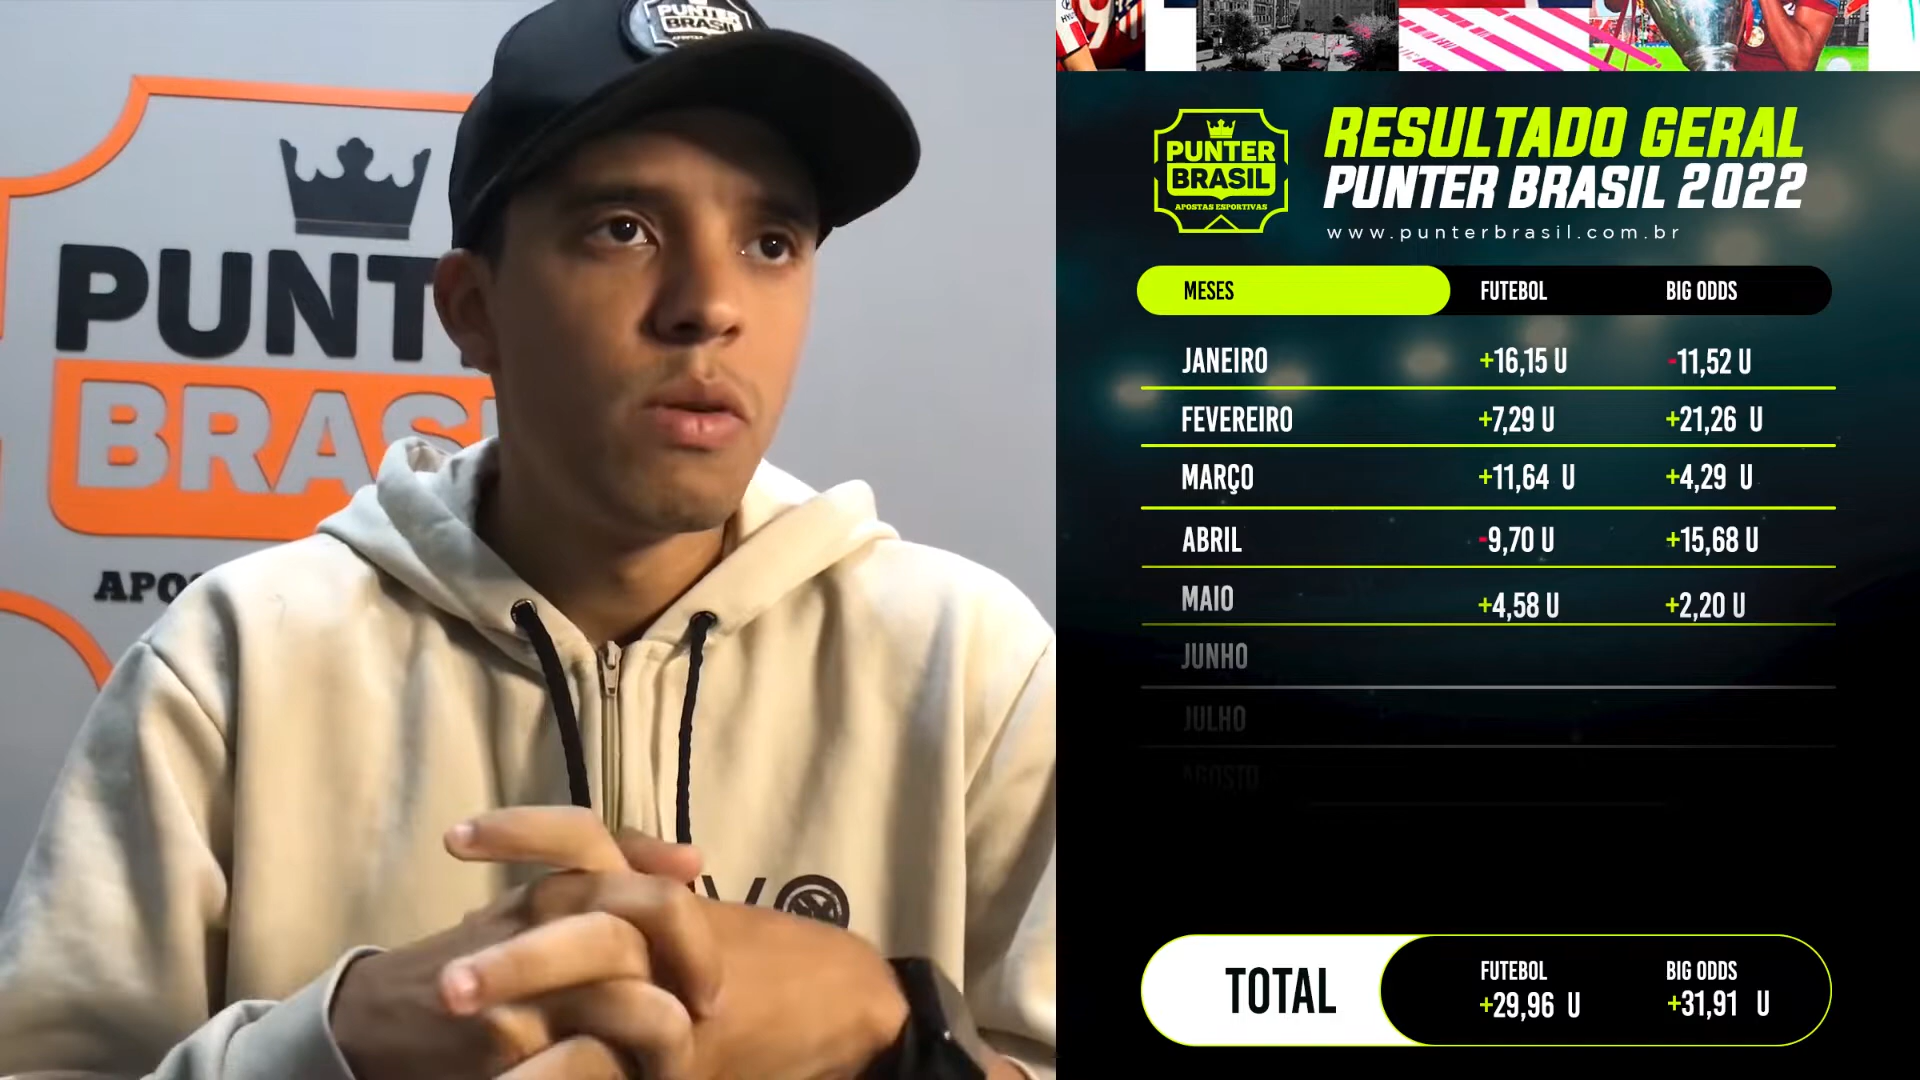 PUNTER
BRASIL
PUNT
BRAS
APO
RESULTADO GERAL
PUNTER BRASIL 2022
www.punterbrasil.com.br
PUNTER
BRASIL
APOSTAS ESPORTIVAS
MESES FUTEBOL BIG ODDS
JANEIRO +16,15 U -11,52 U
FEVEREIRO +7,29 U +21,26 U
MARÇO +11,64 U +4,29 U
ABRIL -9,70 U +15,68 U
MAIO +4,58 U +2,20 U
JUNHO
JULHO
AGOSTO
TOTAL
FUTEBOL BIG ODDS
+29,96 U +31,91 U